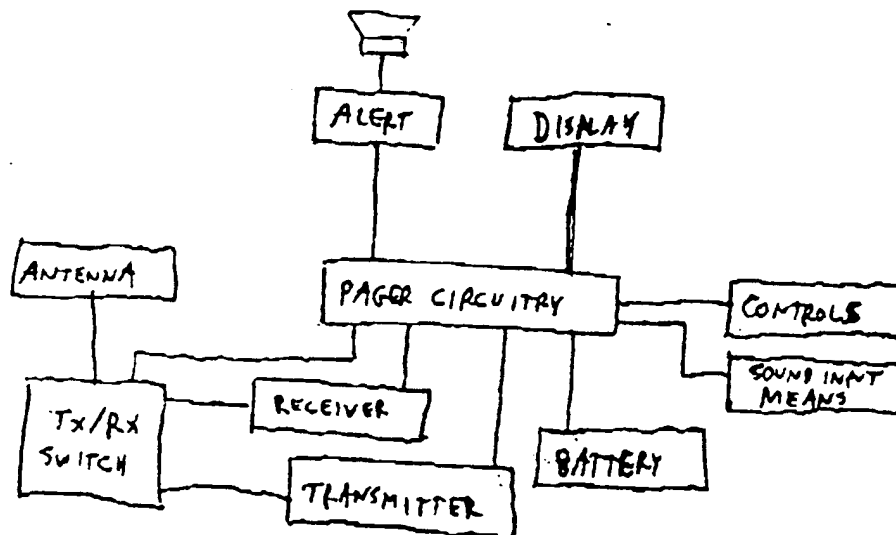 ALERT
DISPLAY
ANTENNA
PAGER CIRCUITRY
CONTROLS
SOUND INPUT
MEANS
RECEIVER
TX/RX
SWITCH
BATTERY
TRANSMITTER